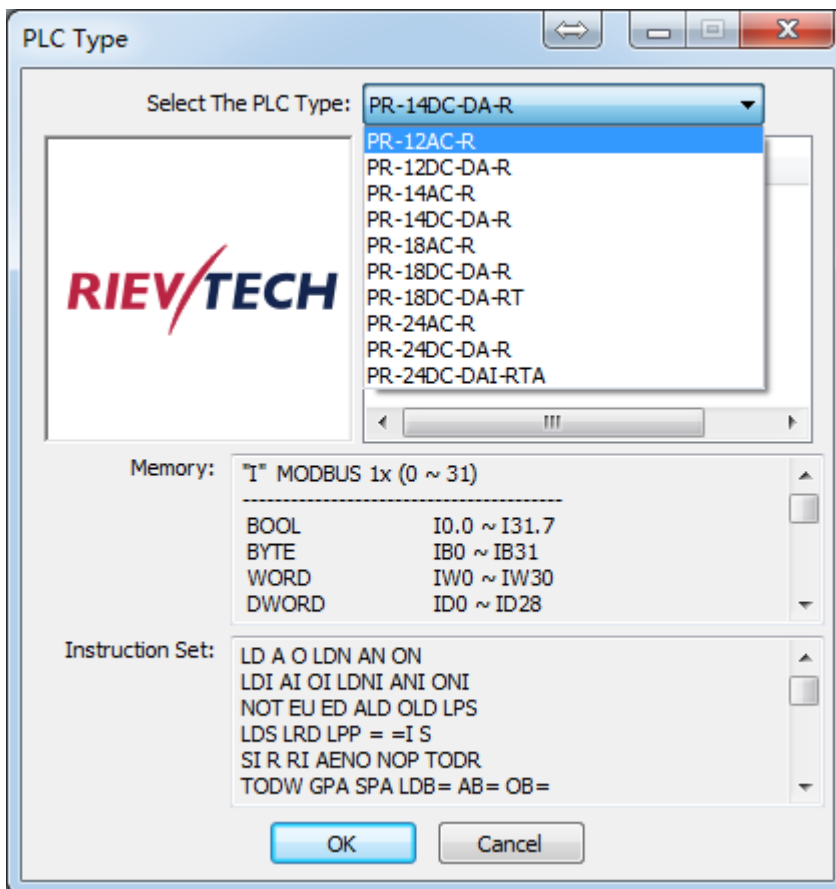 PLC Type
Select The PLC Type: PR-14DC-DA-R
PR-12AC-R
PR-12DC-DA-R
PR-14AC-R
PR-14DC-DA-R
PR-18AC-R
PR-18DC-DA-R
PR-18DC-DA-RT
PR-24AC-R
PR-24DC-DA-R
PR-24DC-DAI-RTA
RIEVTECH
Memory:
"I" MODBUS 1x (0 ~ 31)
----------------------------------------
BOOL I0.0 ~ I31.7
BYTE IB0 ~ IB31
WORD IW0 ~ IW30
DWORD ID0 ~ ID28
Instruction Set:
LD A O LDN AN ON
LDI AI OI LDNI ANI ONI
NOT EU ED ALD OLD LPS
LDS LRD LPP = =I S
SI R RI AENO NOP TODR
TODW GPA SPA LDB= AB= OB=
OK Cancel